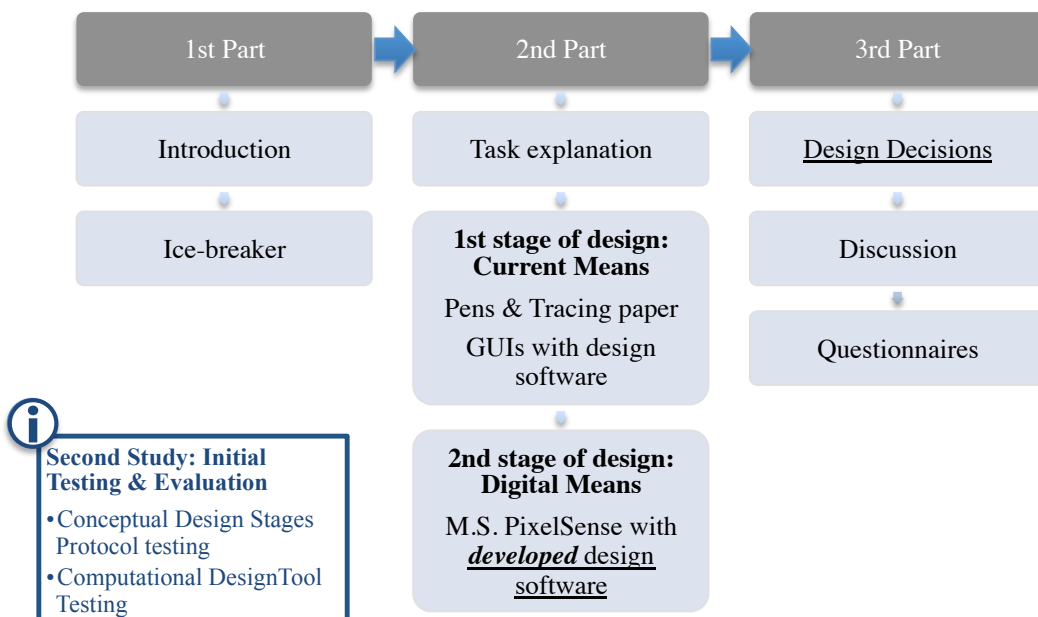 1st Part
Introduction
Ice-breaker
2nd Part
Task explanation
1st stage of design:
Current Means
Pens & Tracing paper
GUIs with design
software
2nd stage of design:
Digital Means
M.S. PixelSense with
developed design
software
3rd Part
Design Decisions
Discussion
Questionnaires
i
Second Study: Initial
Testing & Evaluation
•Conceptual Design Stages
Protocol testing
•Computational DesignTool
Testing